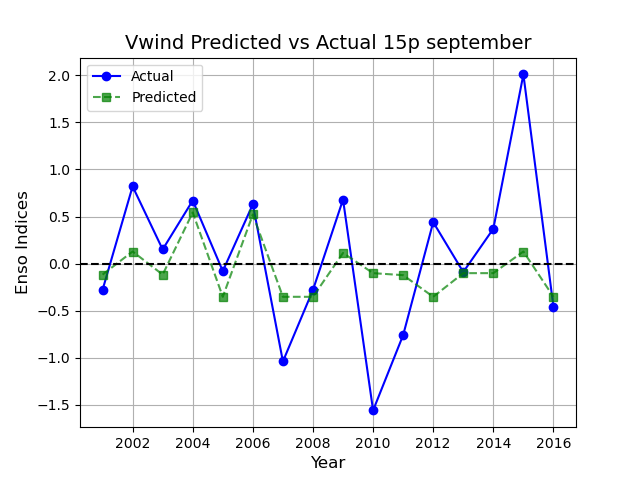 Vwind Predicted vs Actual 15p september
Actual
Predicted
2.0
1.5
1.0
0.5
0.0
−0.5
−1.0
−1.5
Enso Indices
2002 2004 2006 2008 2010 2012 2014 2016
Year